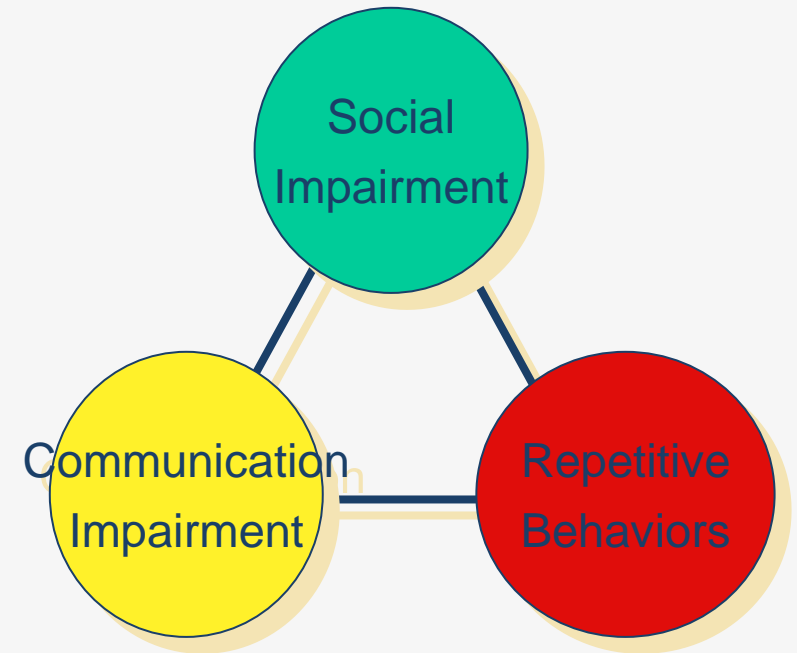 Social
Impairment
Communication
Impairment
Repetitive
Behaviors